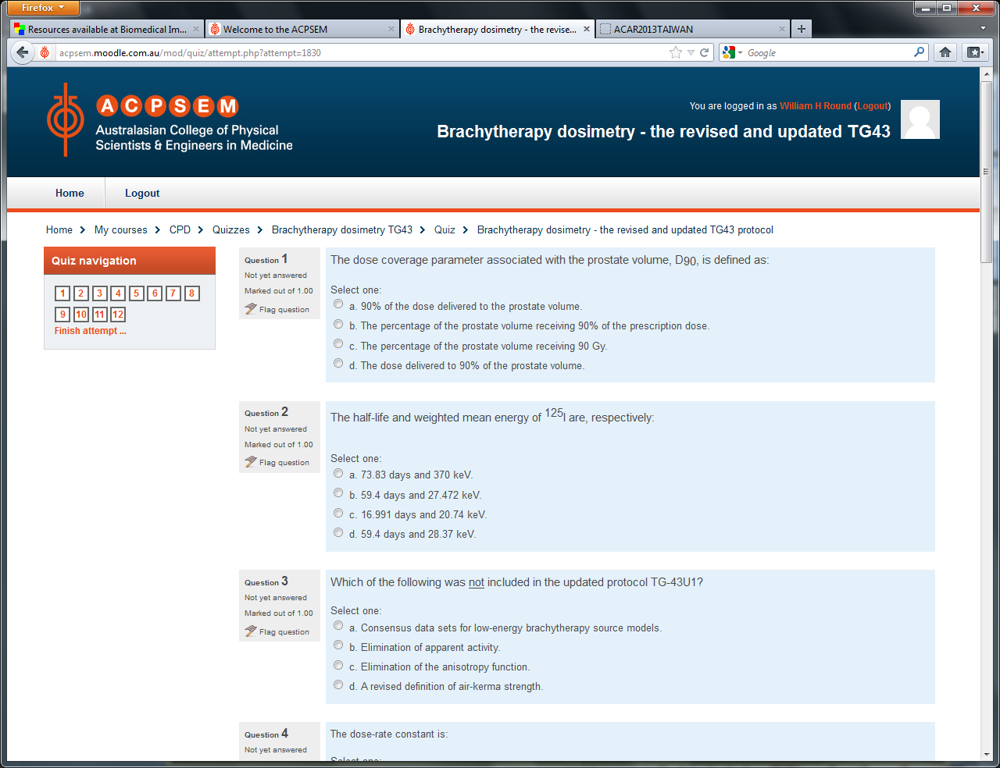 Firefox
Resources available at Biomedical Im...
Welcome to the ACPSEM
Brachytherapy dosimetry - the revise...
ACAR2013TAIWAN
acpsem.moodle.com.au/mod/quiz/attempt.php?attempt=1830
Google
ACPSEM
Australasian College of Physical
Scientists & Engineers in Medicine
You are logged in as William H Round (Logout)
Brachytherapy dosimetry - the revised and updated TG43
Home
Logout
Home > My courses > CPD > Quizzes > Brachytherapy dosimetry TG43 > Quiz > Brachytherapy dosimetry - the revised and updated TG43 protocol
Quiz navigation
1 2 3 4 5 6 7 8
9 10 11 12
Finish attempt ...
Question 1
Not yet answered
Marked out of 1.00
Flag question
The dose coverage parameter associated with the prostate volume, D90, is defined as:
Select one:
a. 90% of the dose delivered to the prostate volume.
b. The percentage of the prostate volume receiving 90% of the prescription dose.
c. The percentage of the prostate volume receiving 90 Gy.
d. The dose delivered to 90% of the prostate volume.
Question 2
Not yet answered
Marked out of 1.00
Flag question
The half-life and weighted mean energy of 125I are, respectively:
Select one:
a. 73.83 days and 370 keV.
b. 59.4 days and 27.472 keV.
c. 16.991 days and 20.74 keV.
d. 59.4 days and 28.37 keV.
Question 3
Not yet answered
Marked out of 1.00
Flag question
Which of the following was not included in the updated protocol TG-43U1?
Select one:
a. Consensus data sets for low-energy brachytherapy source models.
b. Elimination of apparent activity.
c. Elimination of the anisotropy function.
d. A revised definition of air-kerma strength.
Question 4
Not yet answered
The dose-rate constant is:
Select one: